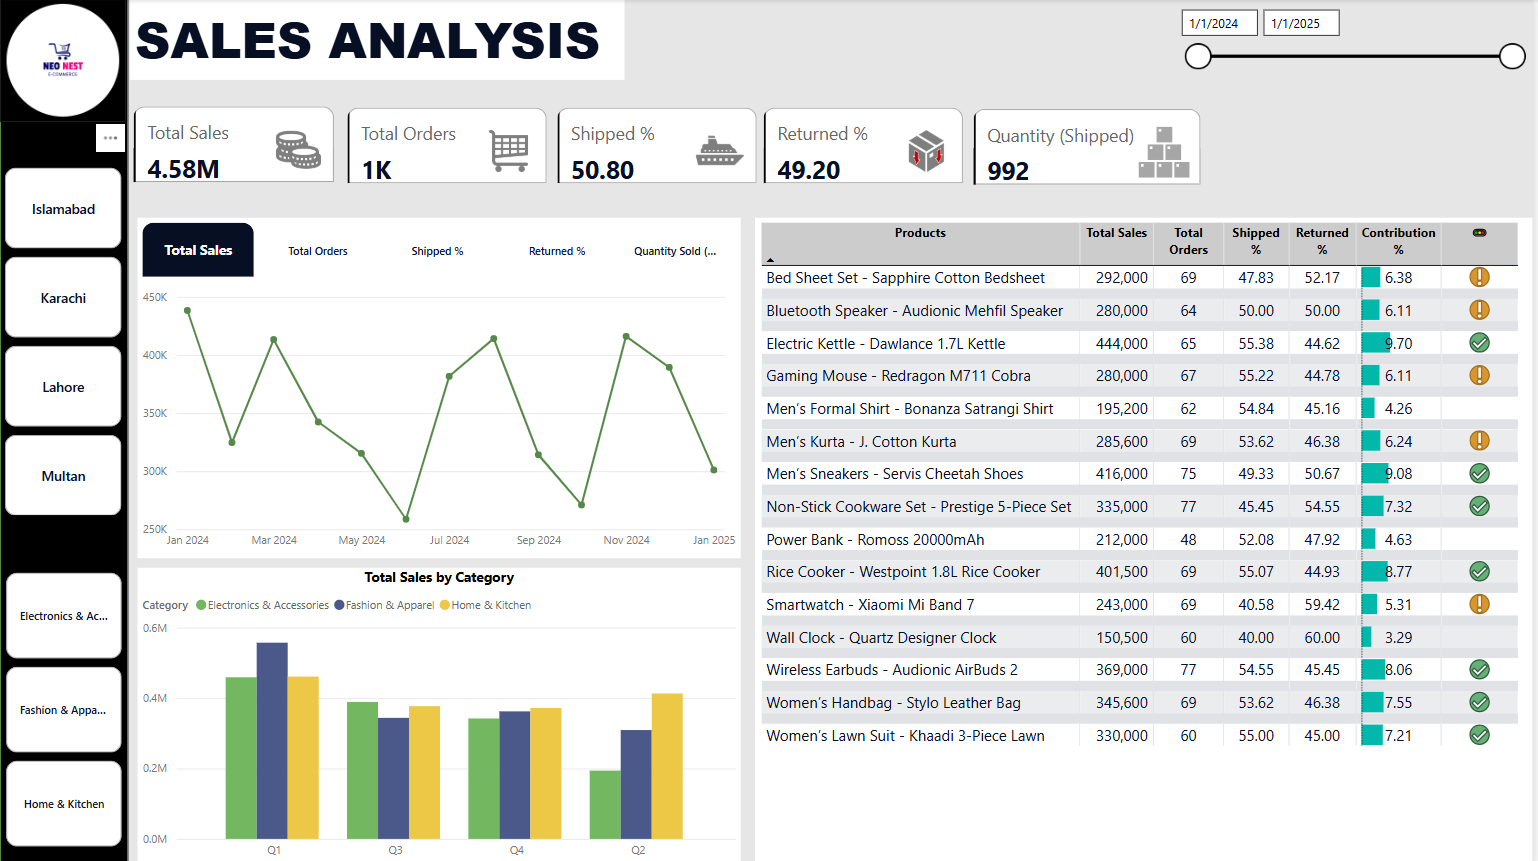 NEO NEST
E-COMMERCE
SALES ANALYSIS
1/1/2024 1/1/2025
Islamabad
Karachi
Lahore
Multan
Electronics & Ac...
Fashion & Appa...
Home & Kitchen
Total Sales
4.58M
Total Orders
1K
Shipped %
50.80
Returned %
49.20
Quantity (Shipped)
992
Total Sales Total Orders Shipped % Returned % Quantity Sold (...
450K
400K
350K
300K
250K
Jan 2024 Mar 2024 May 2024 Jul 2024 Sep 2024 Nov 2024 Jan 2025
Total Sales by Category
Category Electronics & Accessories Fashion & Apparel Home & Kitchen
0.6M
0.4M
0.2M
0.0M
Q1 Q3 Q4 Q2
Products Total Sales Total Orders Shipped % Returned % Contribution %
Bed Sheet Set - Sapphire Cotton Bedsheet 292,000 69 47.83 52.17 6.38
Bluetooth Speaker - Audionic Mehfil Speaker 280,000 64 50.00 50.00 6.11
Electric Kettle - Dawlance 1.7L Kettle 444,000 65 55.38 44.62 9.70
Gaming Mouse - Redragon M711 Cobra 280,000 67 55.22 44.78 6.11
Men's Formal Shirt - Bonanza Satrangi Shirt 195,200 62 54.84 45.16 4.26
Men's Kurta - J. Cotton Kurta 285,600 69 53.62 46.38 6.24
Men's Sneakers - Servis Cheetah Shoes 416,000 75 49.33 50.67 9.08
Non-Stick Cookware Set - Prestige 5-Piece Set 335,000 77 45.45 54.55 7.32
Power Bank - Romoss 20000mAh 212,000 48 52.08 47.92 4.63
Rice Cooker - Westpoint 1.8L Rice Cooker 401,500 69 55.07 44.93 8.77
Smartwatch - Xiaomi Mi Band 7 243,000 69 40.58 59.42 5.31
Wall Clock - Quartz Designer Clock 150,500 60 40.00 60.00 3.29
Wireless Earbuds - Audionic AirBuds 2 369,000 77 54.55 45.45 8.06
Women's Handbag - Stylo Leather Bag 345,600 69 53.62 46.38 7.55
Women's Lawn Suit - Khaadi 3-Piece Lawn 330,000 60 55.00 45.00 7.21